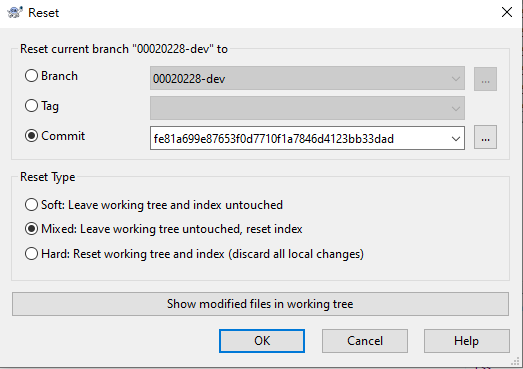 Reset
Reset current branch "00020228-dev" to
Branch
00020228-dev
...
Tag
Commit
fe81a699e87653f0d7710f1a7846d4123bb33dad
...
Reset Type
Soft: Leave working tree and index untouched
Mixed: Leave working tree untouched, reset index
Hard: Reset working tree and index (discard all local changes)
Show modified files in working tree
OK
Cancel
Help